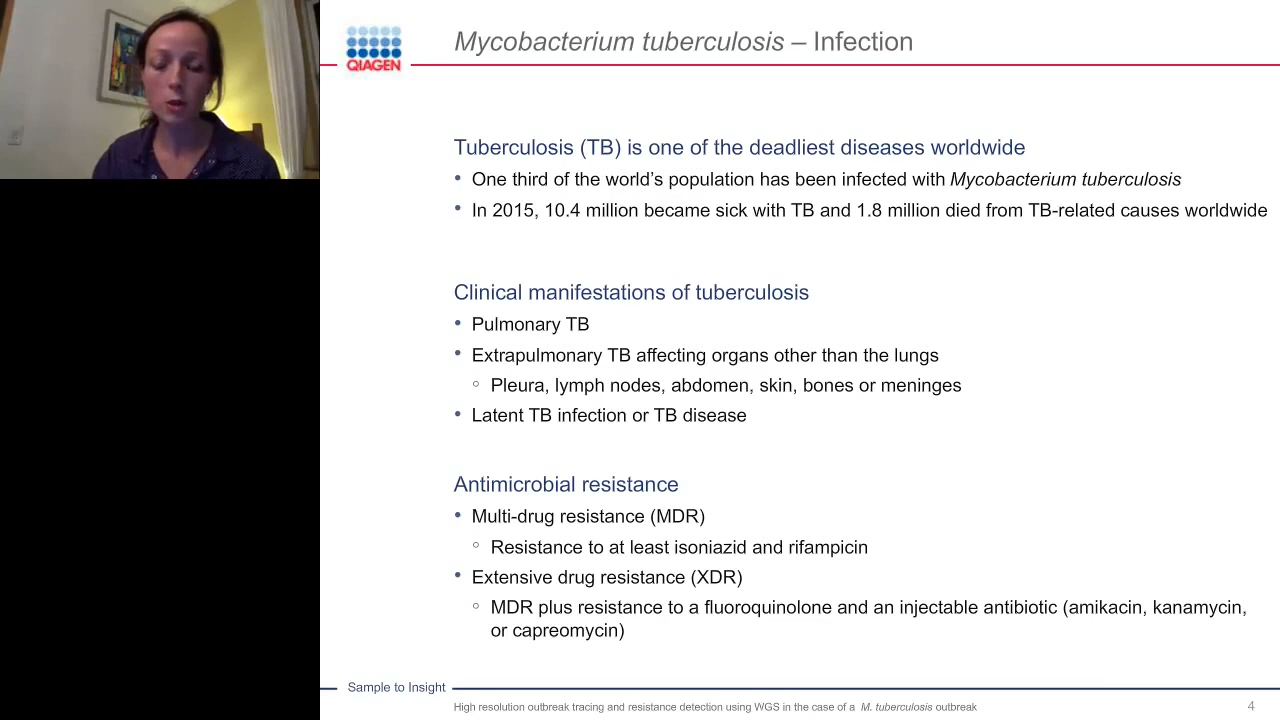 QIAGEN
Mycobacterium tuberculosis – Infection
Tuberculosis (TB) is one of the deadliest diseases worldwide
• One third of the world’s population has been infected with Mycobacterium tuberculosis
• In 2015, 10.4 million became sick with TB and 1.8 million died from TB-related causes worldwide
Clinical manifestations of tuberculosis
• Pulmonary TB
• Extrapulmonary TB affecting organs other than the lungs
○ Pleura, lymph nodes, abdomen, skin, bones or meninges
• Latent TB infection or TB disease
Antimicrobial resistance
• Multi-drug resistance (MDR)
○ Resistance to at least isoniazid and rifampicin
• Extensive drug resistance (XDR)
○ MDR plus resistance to a fluoroquinolone and an injectable antibiotic (amikacin, kanamycin,
or capreomycin)
Sample to Insight
High resolution outbreak tracing and resistance detection using WGS in the case of a M. tuberculosis outbreak
4